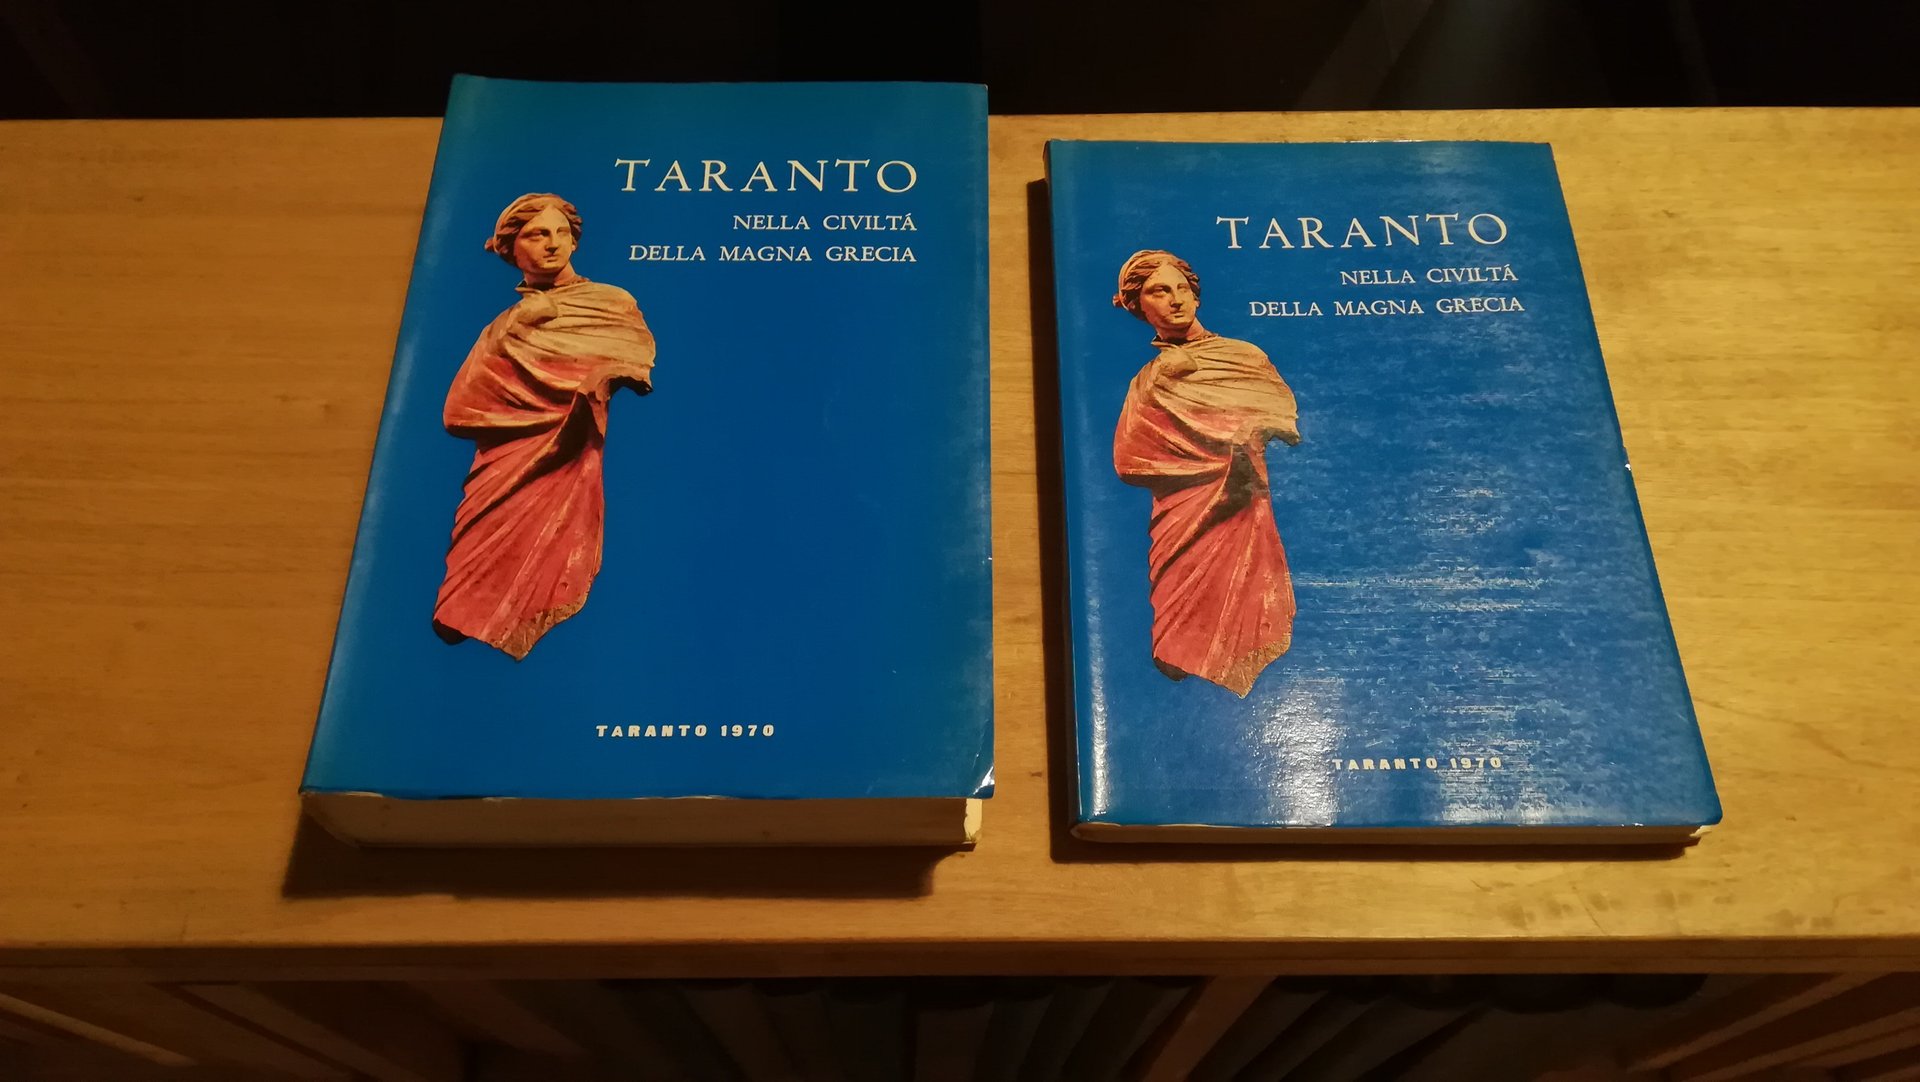 TARANTO
NELLA CIVILTÁ
DELLA MAGNA GRECIA
TARANTO 1970
TARANTO
NELLA CIVILTÁ
DELLA MAGNA GRECIA
TARANTO 1970